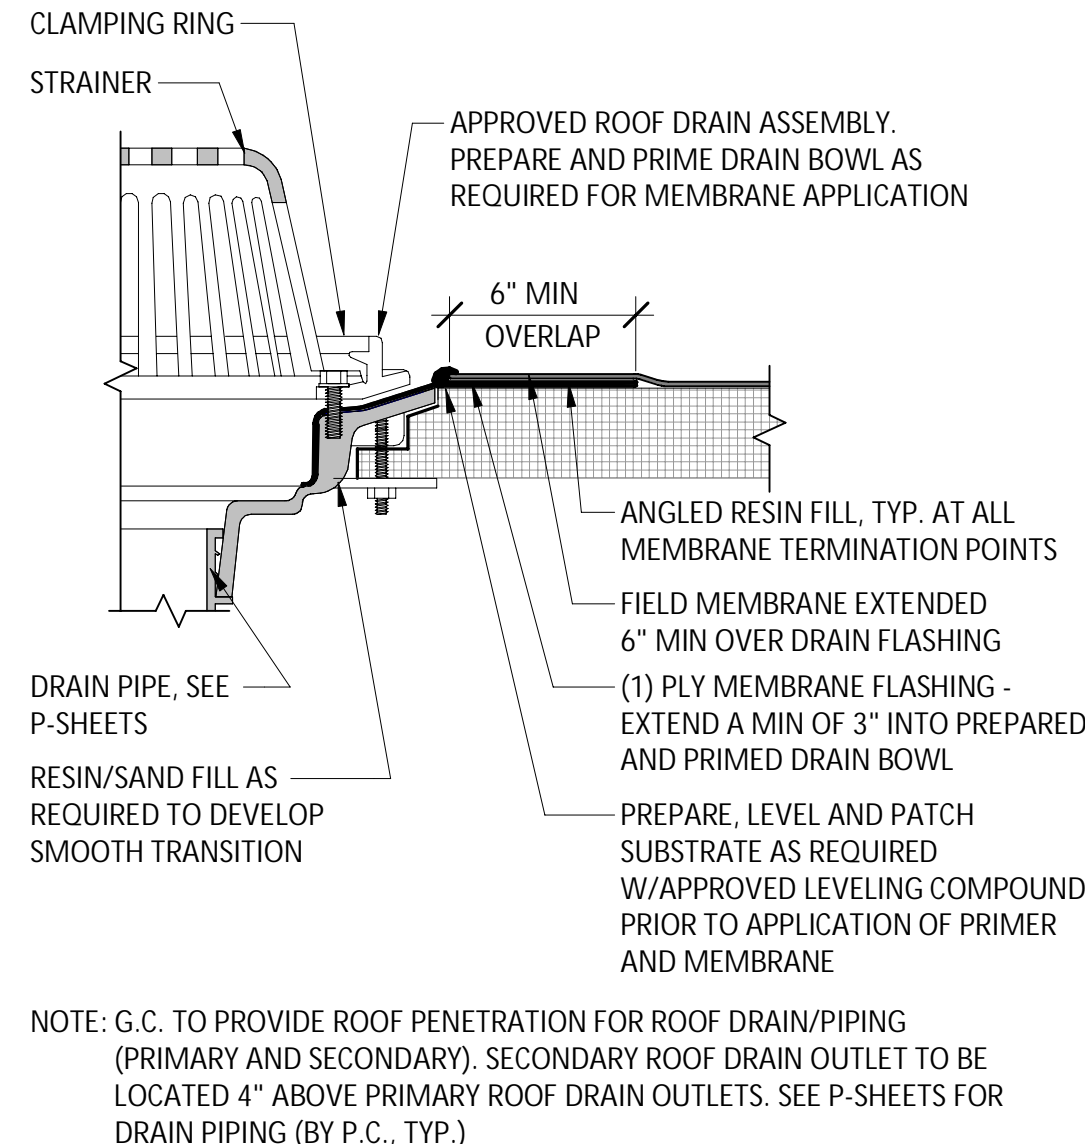 CLAMPING RING
STRAINER
APPROVED ROOF DRAIN ASSEMBLY.
PREPARE AND PRIME DRAIN BOWL AS
REQUIRED FOR MEMBRANE APPLICATION
6" MIN
OVERLAP
ANGLED RESIN FILL, TYP. AT ALL
MEMBRANE TERMINATION POINTS
FIELD MEMBRANE EXTENDED
6" MIN OVER DRAIN FLASHING
(1) PLY MEMBRANE FLASHING -
EXTEND A MIN OF 3" INTO PREPARED
AND PRIMED DRAIN BOWL
PREPARE, LEVEL AND PATCH
SUBSTRATE AS REQUIRED
W/APPROVED LEVELING COMPOUND
PRIOR TO APPLICATION OF PRIMER
AND MEMBRANE
DRAIN PIPE, SEE
P-SHEETS
RESIN/SAND FILL AS
REQUIRED TO DEVELOP
SMOOTH TRANSITION
NOTE: G.C. TO PROVIDE ROOF PENETRATION FOR ROOF DRAIN/PIPING
(PRIMARY AND SECONDARY). SECONDARY ROOF DRAIN OUTLET TO BE
LOCATED 4" ABOVE PRIMARY ROOF DRAIN OUTLETS. SEE P-SHEETS FOR
DRAIN PIPING (BY P.C., TYP.)